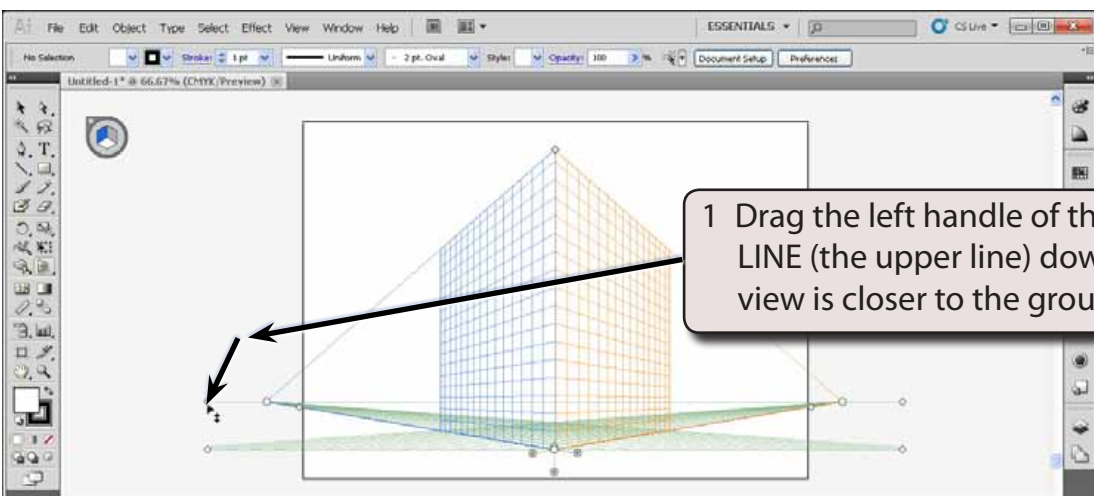 Ai File Edit Object Type Select Effect View Window Help ESSENTIALS CS Live
No Selection Stroke: 1 pt Uniform 2 pt. Oval Style: Opacity: 100 % Document Setup Preferences
Untitled-1* @ 66.67% (CMYK/Preview)
1 Drag the left handle of th
LINE (the upper line) dow
view is closer to the grou